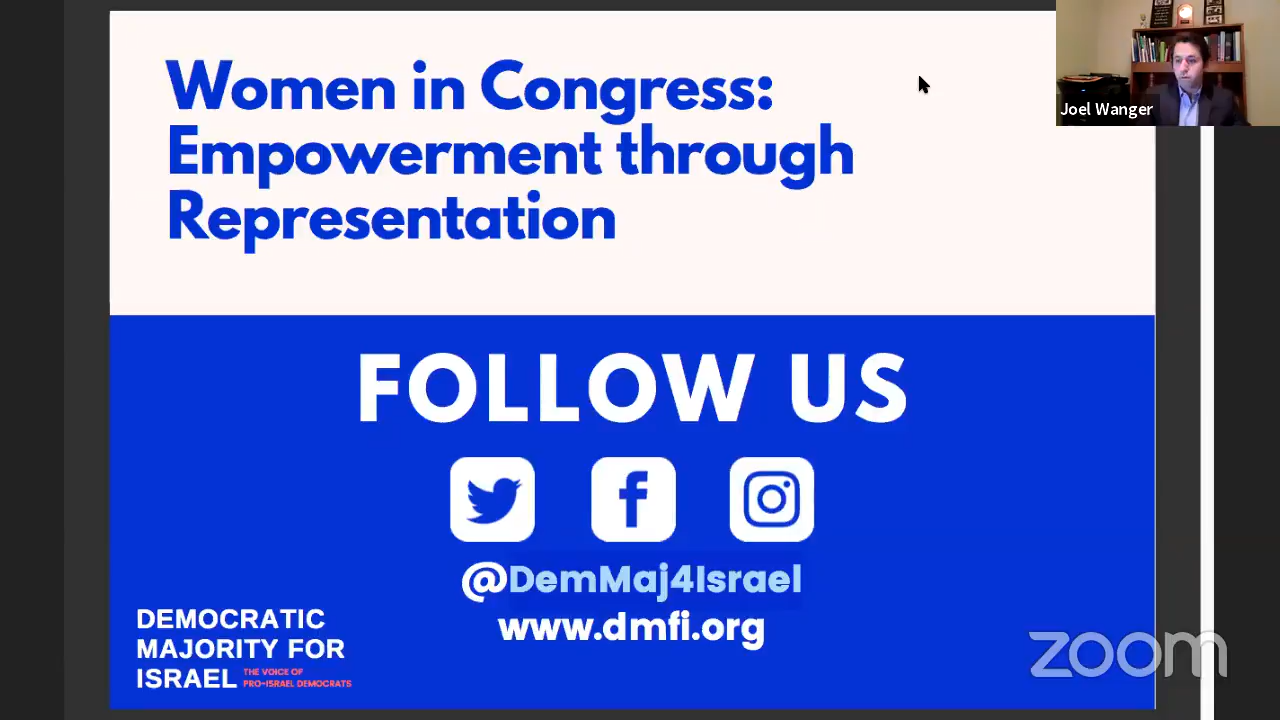 Women in Congress:
Empowerment through
Representation
Joel Wanger
FOLLOW US
@DemMaj4Israel
www.dmfi.org
DEMOCRATIC
MAJORITY FOR
ISRAEL THE VOICE OF
PRO-ISRAEL DEMOCRATS
zoom